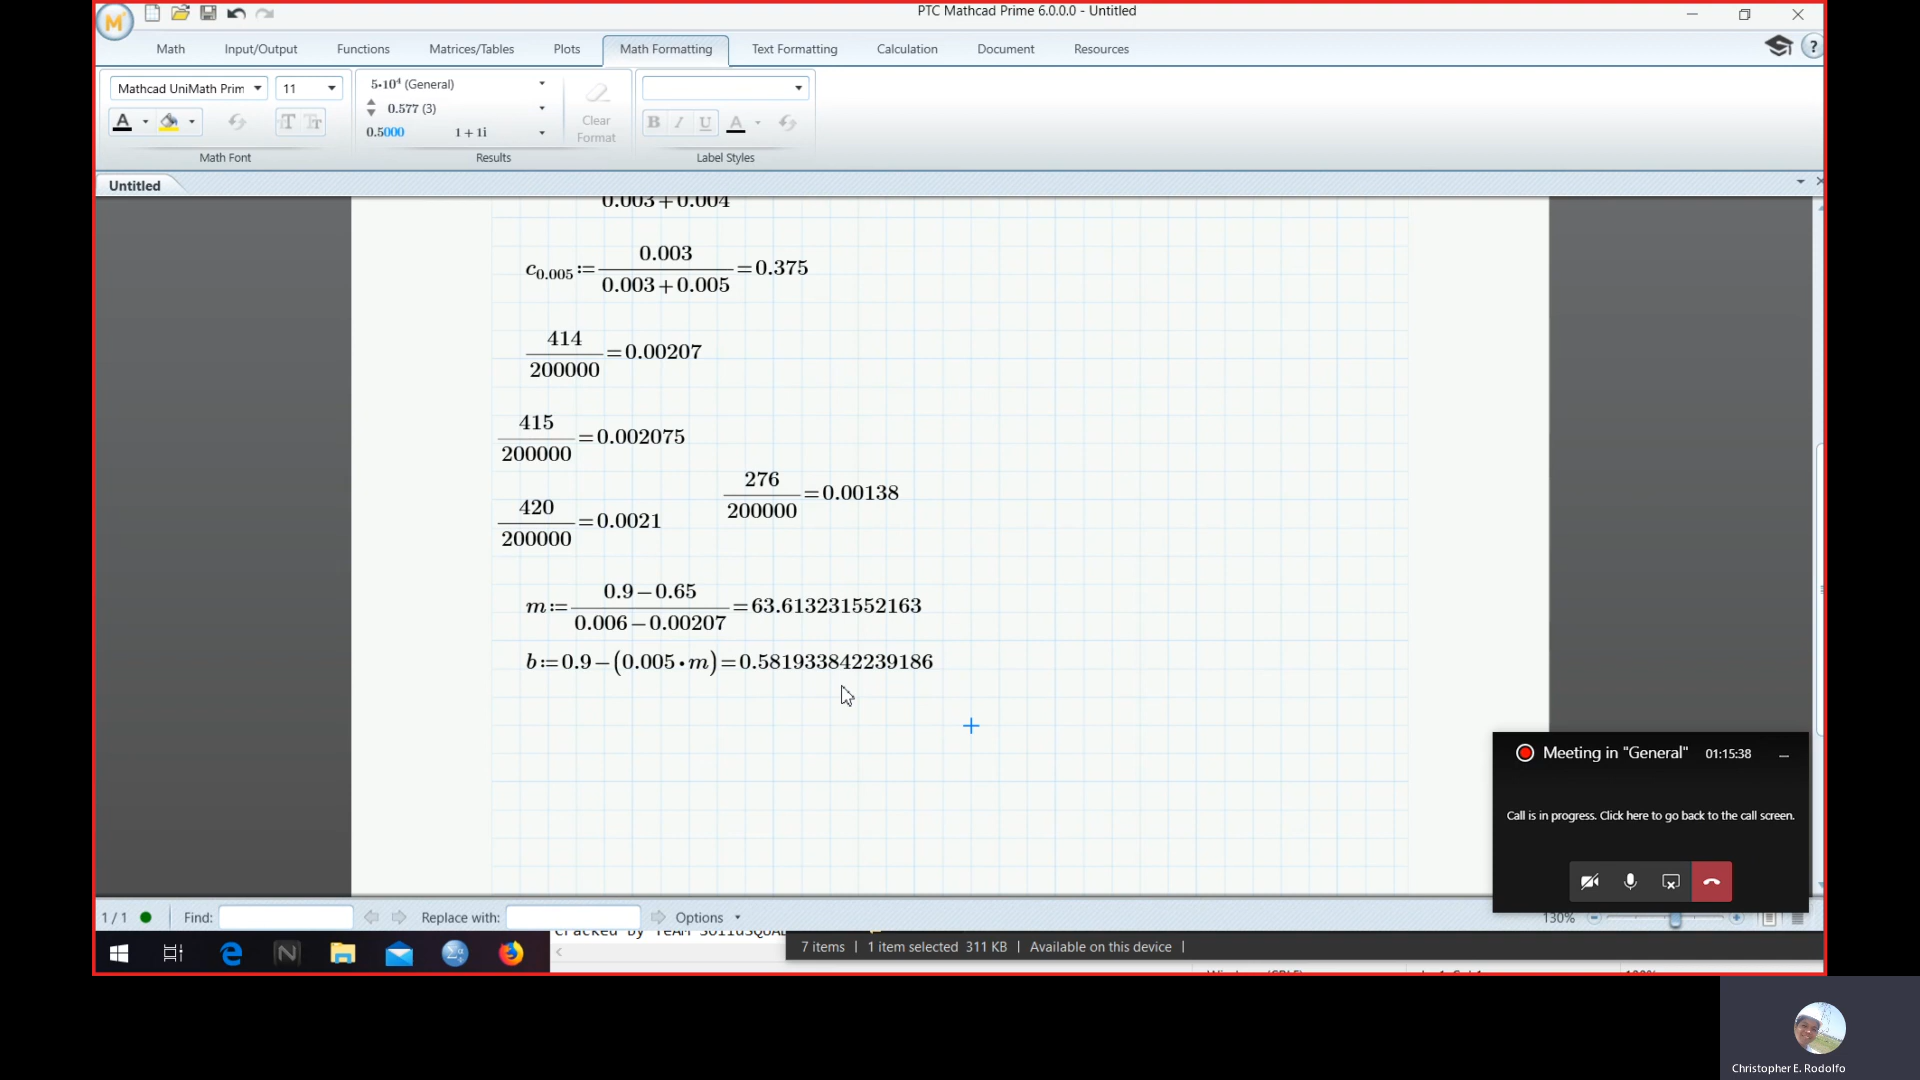 PTC Mathcad Prime 6.0.0.0 - Untitled
Math Input/Output Functions Matrices/Tables Plots Math Formatting Text Formatting Calculation Document Resources
Mathcad UniMath Prim 11
5•10⁴ (General)
0.577 (3)
0.5000 1 + 1i
Clear
Format
B I U
Math Font Results Label Styles
Untitled
0.003 + 0.004
c0.005 := 0.003 / (0.003 + 0.005) = 0.375
414 / 200000 = 0.00207
415 / 200000 = 0.002075
276 / 200000 = 0.00138
420 / 200000 = 0.0021
m := (0.9 − 0.65) / (0.006 − 0.00207) = 63.613231552163
b := 0.9 − (0.005 • m) = 0.581933842239186
Meeting in "General" 01:15:38
Call is in progress. Click here to go back to the call screen.
1 / 1 Find: Replace with: Options 130%
7 items | 1 item selected 311 KB | Available on this device |
Christopher E. Rodolfo